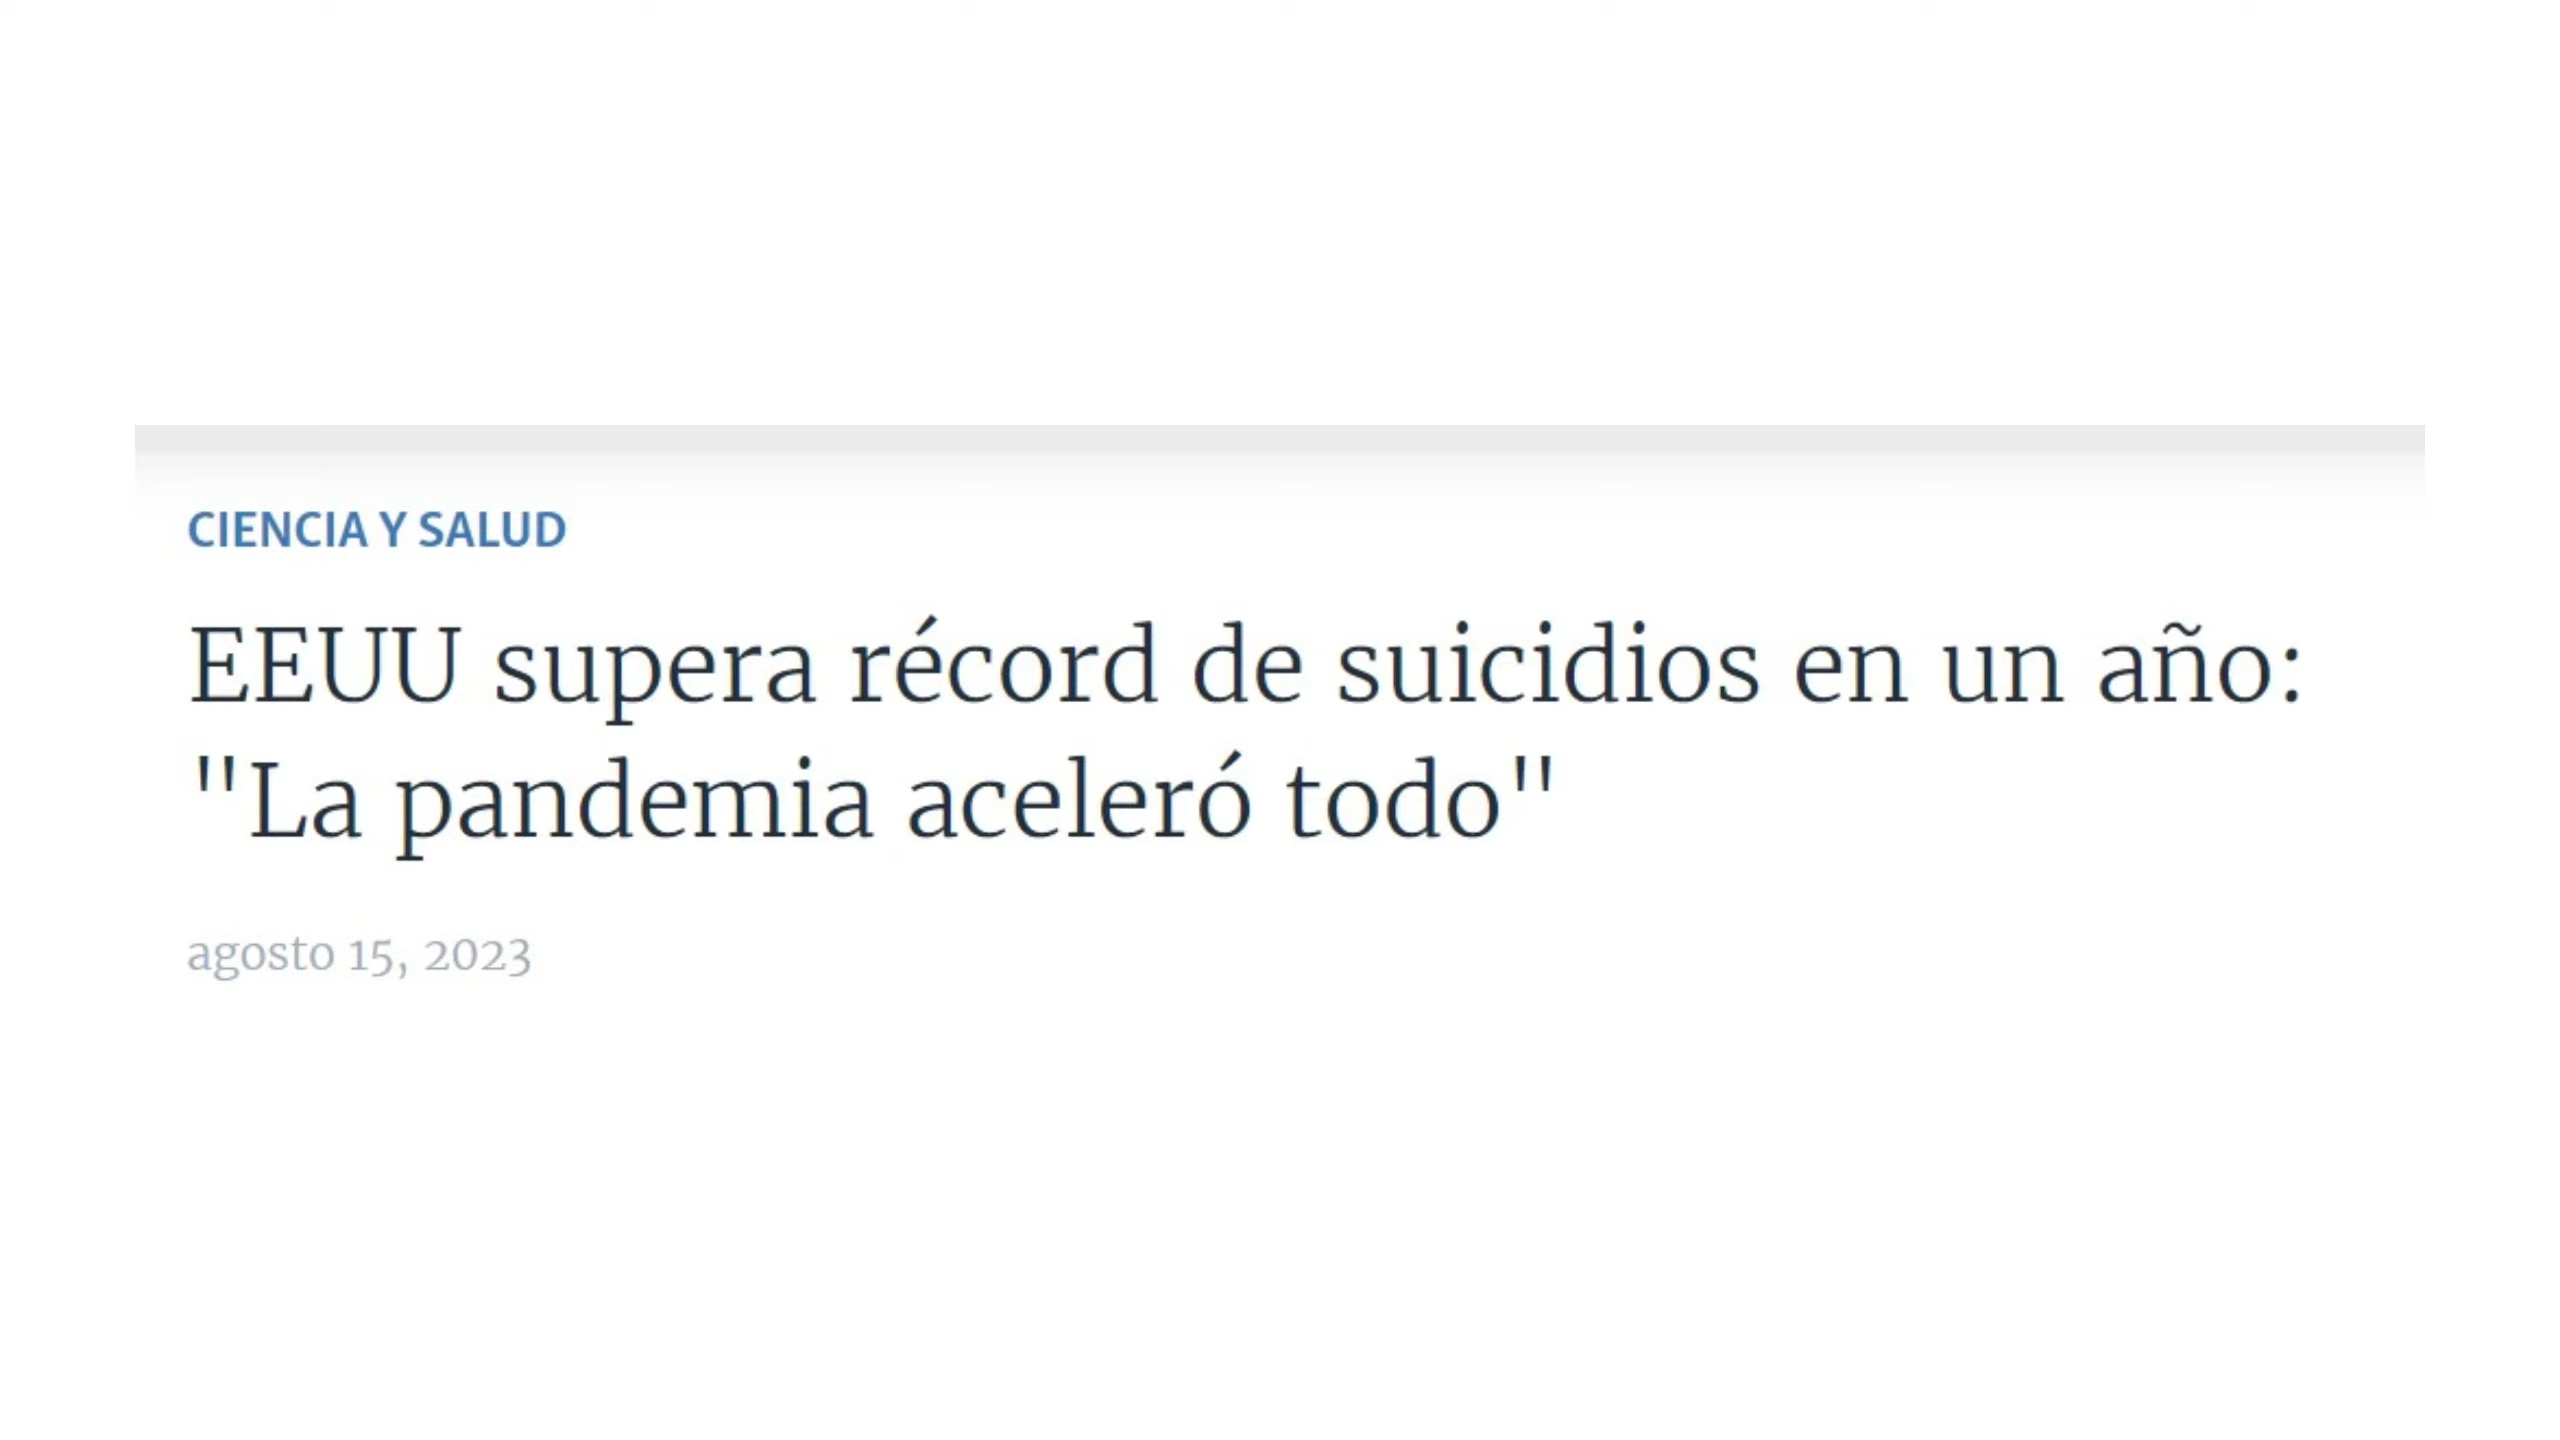 CIENCIA Y SALUD
EEUU supera récord de suicidios en un año:
"La pandemia aceleró todo"
agosto 15, 2023